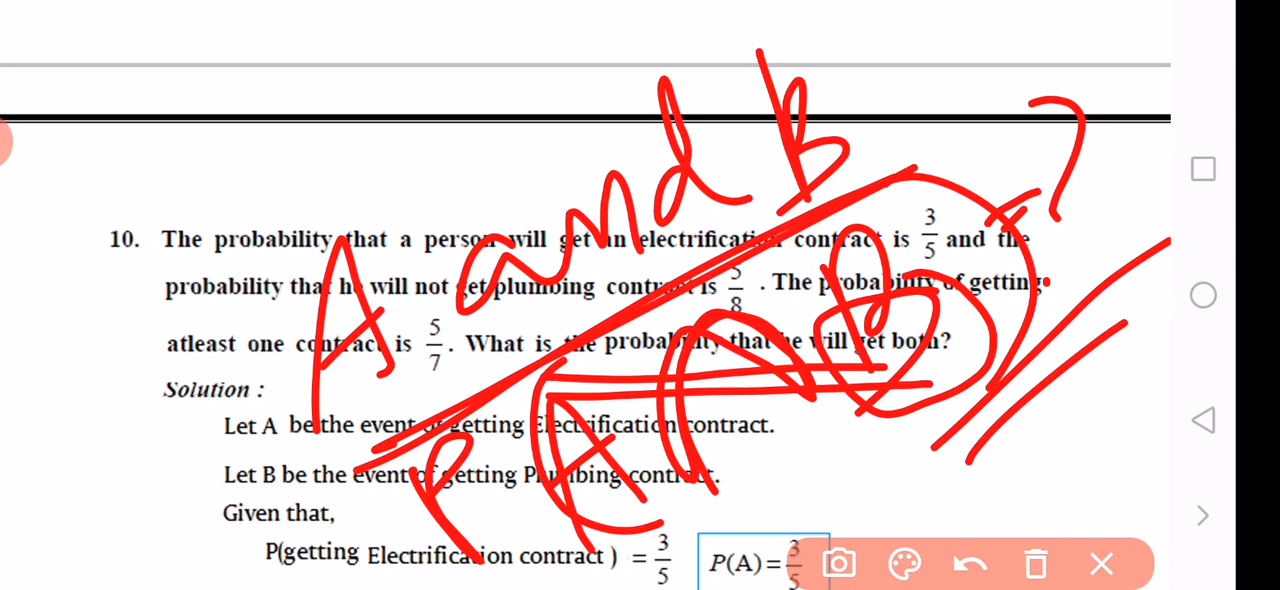 A and B ?
10. The probability that a person will get an electrification contract is 3/5 and the
probability that he will not get plumbing contract is 5/8 . The probability of getting
atleast one contract is 5/7. What is the probability that he will get both?
Solution :
P(A∩B)
Let A be the event of getting Electrification contract.
Let B be the event of getting Plumbing contract.
Given that,
P(getting Electrification contract ) = 3/5 P(A)= 3/5